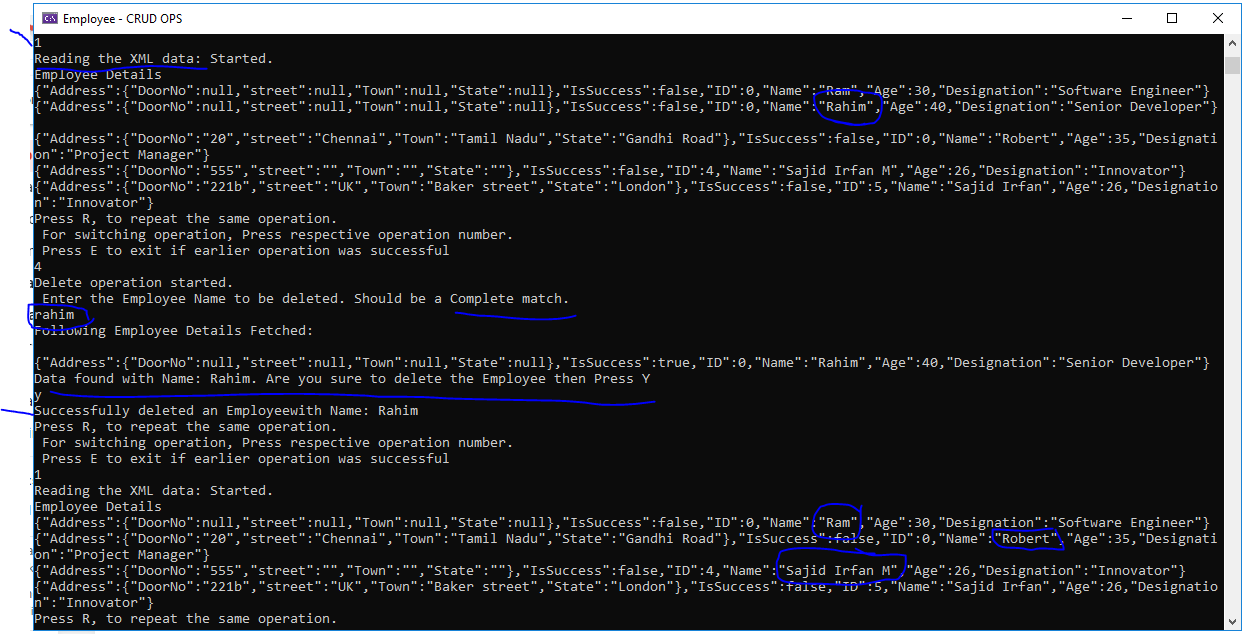 Employee - CRUD OPS
1
Reading the XML data: Started.
Employee Details
{"Address":{"DoorNo":null,"street":null,"Town":null,"State":null},"IsSuccess":false,"ID":0,"Name":"Ram","Age":30,"Designation":"Software Engineer"}
{"Address":{"DoorNo":null,"street":null,"Town":null,"State":null},"IsSuccess":false,"ID":0,"Name":"Rahim","Age":40,"Designation":"Senior Developer"}
{"Address":{"DoorNo":"20","street":"Chennai","Town":"Tamil Nadu","State":"Gandhi Road"},"IsSuccess":false,"ID":0,"Name":"Robert","Age":35,"Designati
on":"Project Manager"}
{"Address":{"DoorNo":"555","street":"","Town":"","State":""},"IsSuccess":false,"ID":4,"Name":"Sajid Irfan M","Age":26,"Designation":"Innovator"}
{"Address":{"DoorNo":"221b","street":"UK","Town":"Baker street","State":"London"},"IsSuccess":false,"ID":5,"Name":"Sajid Irfan","Age":26,"Designatio
n":"Innovator"}
Press R, to repeat the same operation.
For switching operation, Press respective operation number.
Press E to exit if earlier operation was successful
4
Delete operation started.
Enter the Employee Name to be deleted. Should be a Complete match.
rahim
Following Employee Details Fetched:
{"Address":{"DoorNo":null,"street":null,"Town":null,"State":null},"IsSuccess":true,"ID":0,"Name":"Rahim","Age":40,"Designation":"Senior Developer"}
Data found with Name: Rahim. Are you sure to delete the Employee then Press Y
y
Successfully deleted an Employeewith Name: Rahim
Press R, to repeat the same operation.
For switching operation, Press respective operation number.
Press E to exit if earlier operation was successful
1
Reading the XML data: Started.
Employee Details
{"Address":{"DoorNo":null,"street":null,"Town":null,"State":null},"IsSuccess":false,"ID":0,"Name":"Ram","Age":30,"Designation":"Software Engineer"}
{"Address":{"DoorNo":"20","street":"Chennai","Town":"Tamil Nadu","State":"Gandhi Road"},"IsSuccess":false,"ID":0,"Name":"Robert","Age":35,"Designati
on":"Project Manager"}
{"Address":{"DoorNo":"555","street":"","Town":"","State":""},"IsSuccess":false,"ID":4,"Name":"Sajid Irfan M","Age":26,"Designation":"Innovator"}
{"Address":{"DoorNo":"221b","street":"UK","Town":"Baker street","State":"London"},"IsSuccess":false,"ID":5,"Name":"Sajid Irfan","Age":26,"Designatio
n":"Innovator"}
Press R, to repeat the same operation.